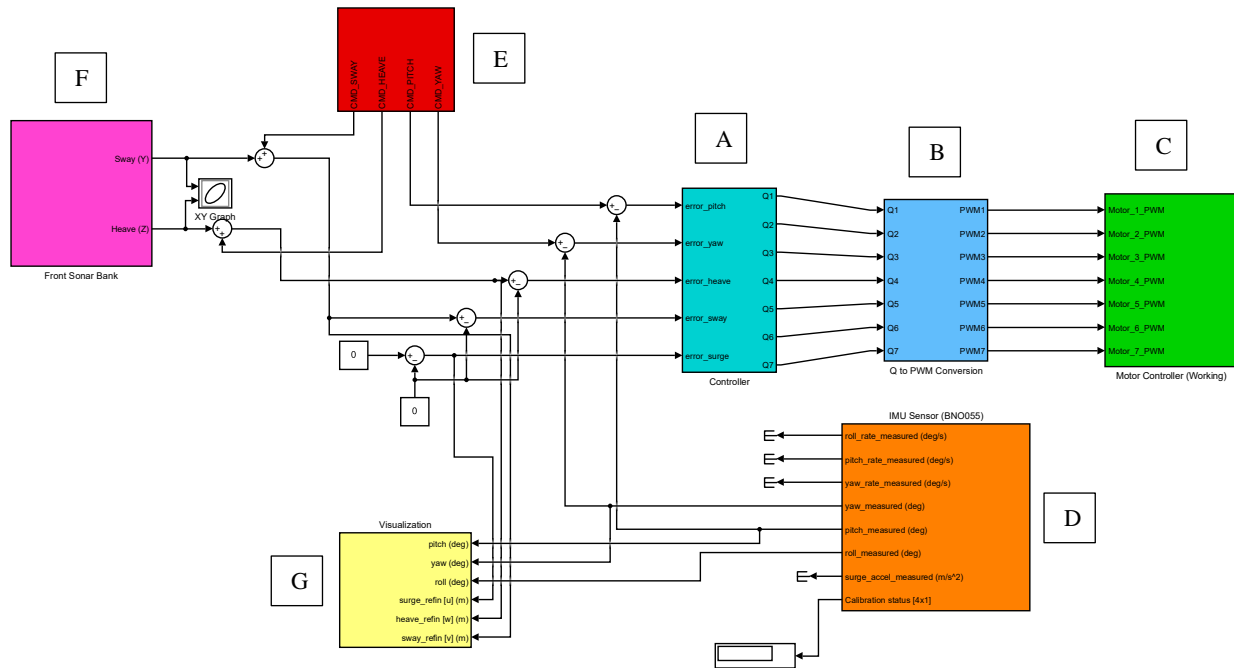 F
E
CMD_SWAY
CMD_HEAVE
CMD_PITCH
CMD_YAW
Sway (Y)
Heave (Z)
Front Sonar Bank
XY Graph
+
+
+
+
A
error_pitch
error_yaw
error_heave
error_sway
error_surge
Q1
Q2
Q3
Q4
Q5
Q6
Q7
Controller
B
Q1
Q2
Q3
Q4
Q5
Q6
Q7
PWM1
PWM2
PWM3
PWM4
PWM5
PWM6
PWM7
Q to PWM Conversion
C
Motor_1_PWM
Motor_2_PWM
Motor_3_PWM
Motor_4_PWM
Motor_5_PWM
Motor_6_PWM
Motor_7_PWM
Motor Controller (Working)
+−
+−
+−
+−
+−
0
0
IMU Sensor (BNO055)
roll_rate_measured (deg/s)
pitch_rate_measured (deg/s)
yaw_rate_measured (deg/s)
yaw_measured (deg)
pitch_measured (deg)
roll_measured (deg)
surge_accel_measured (m/s^2)
Calibration status [4x1]
D
Visualization
pitch (deg)
yaw (deg)
roll (deg)
surge_refin [u] (m)
heave_refin [w] (m)
sway_refin [v] (m)
G